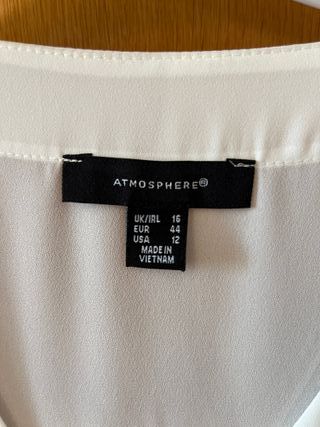 ATMOSPHERE®
UK/IRL 16
EUR 44
USA 12
MADE IN
VIETNAM